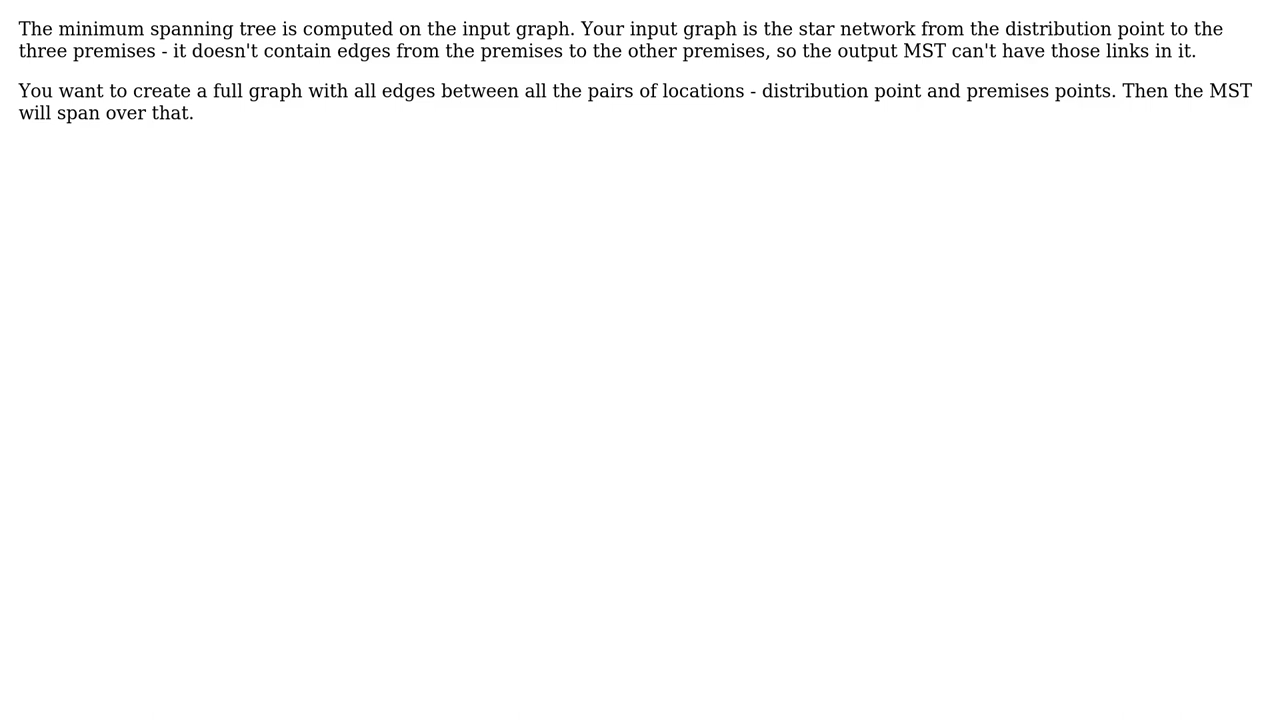 The minimum spanning tree is computed on the input graph. Your input graph is the star network from the distribution point to the
three premises - it doesn't contain edges from the premises to the other premises, so the output MST can't have those links in it.
You want to create a full graph with all edges between all the pairs of locations - distribution point and premises points. Then the MST
will span over that.